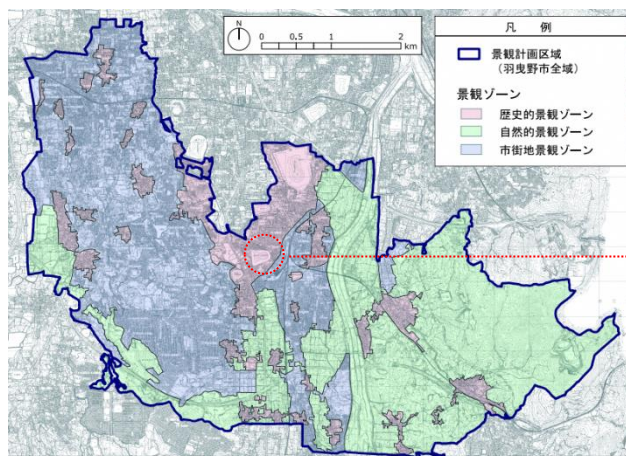 N
0 0.5 1 2
km
凡 例
景観計画区域
(羽曳野市全域)
景観ゾーン
歴史的景観ゾーン
自然的景観ゾーン
市街地景観ゾーン